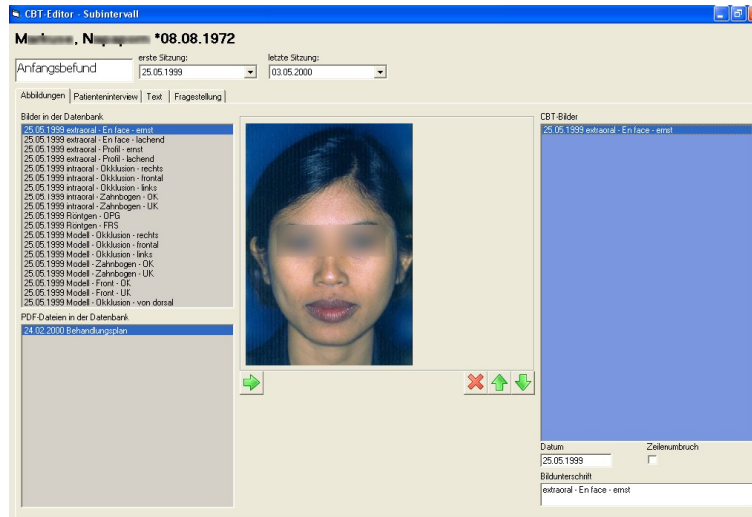 CBT-Editor - Subintervall
*08.08.1972
Anfangsbefund
erste Sitzung:
25.05.1999
letzte Sitzung:
03.05.2000
Abbildungen Patienteninterview Text Fragestellung
Bilder in der Datenbank
25.05.1999 extraoral - En face - ernst
25.05.1999 extraoral - En face - lachend
25.05.1999 extraoral - Profil - ernst
25.05.1999 extraoral - Profil - lachend
25.05.1999 intraoral - Okklusion - rechts
25.05.1999 intraoral - Okklusion - frontal
25.05.1999 intraoral - Okklusion - links
25.05.1999 intraoral - Zahnbogen - OK
25.05.1999 intraoral - Zahnbogen - UK
25.05.1999 Röntgen - OPG
25.05.1999 Röntgen - FRS
25.05.1999 Modell - Okklusion - rechts
25.05.1999 Modell - Okklusion - frontal
25.05.1999 Modell - Okklusion - links
25.05.1999 Modell - Zahnbogen - OK
25.05.1999 Modell - Zahnbogen - UK
25.05.1999 Modell - Front - OK
25.05.1999 Modell - Front - UK
25.05.1999 Modell - Okklusion - von dorsal
PDF-Dateien in der Datenbank
24.02.2000 Behandlungsplan
CBT-Bilder
25.05.1999 extraoral - En face - ernst
Datum
25.05.1999
Zeilenumbruch
Bildunterschrift
extraoral - En face - ernst